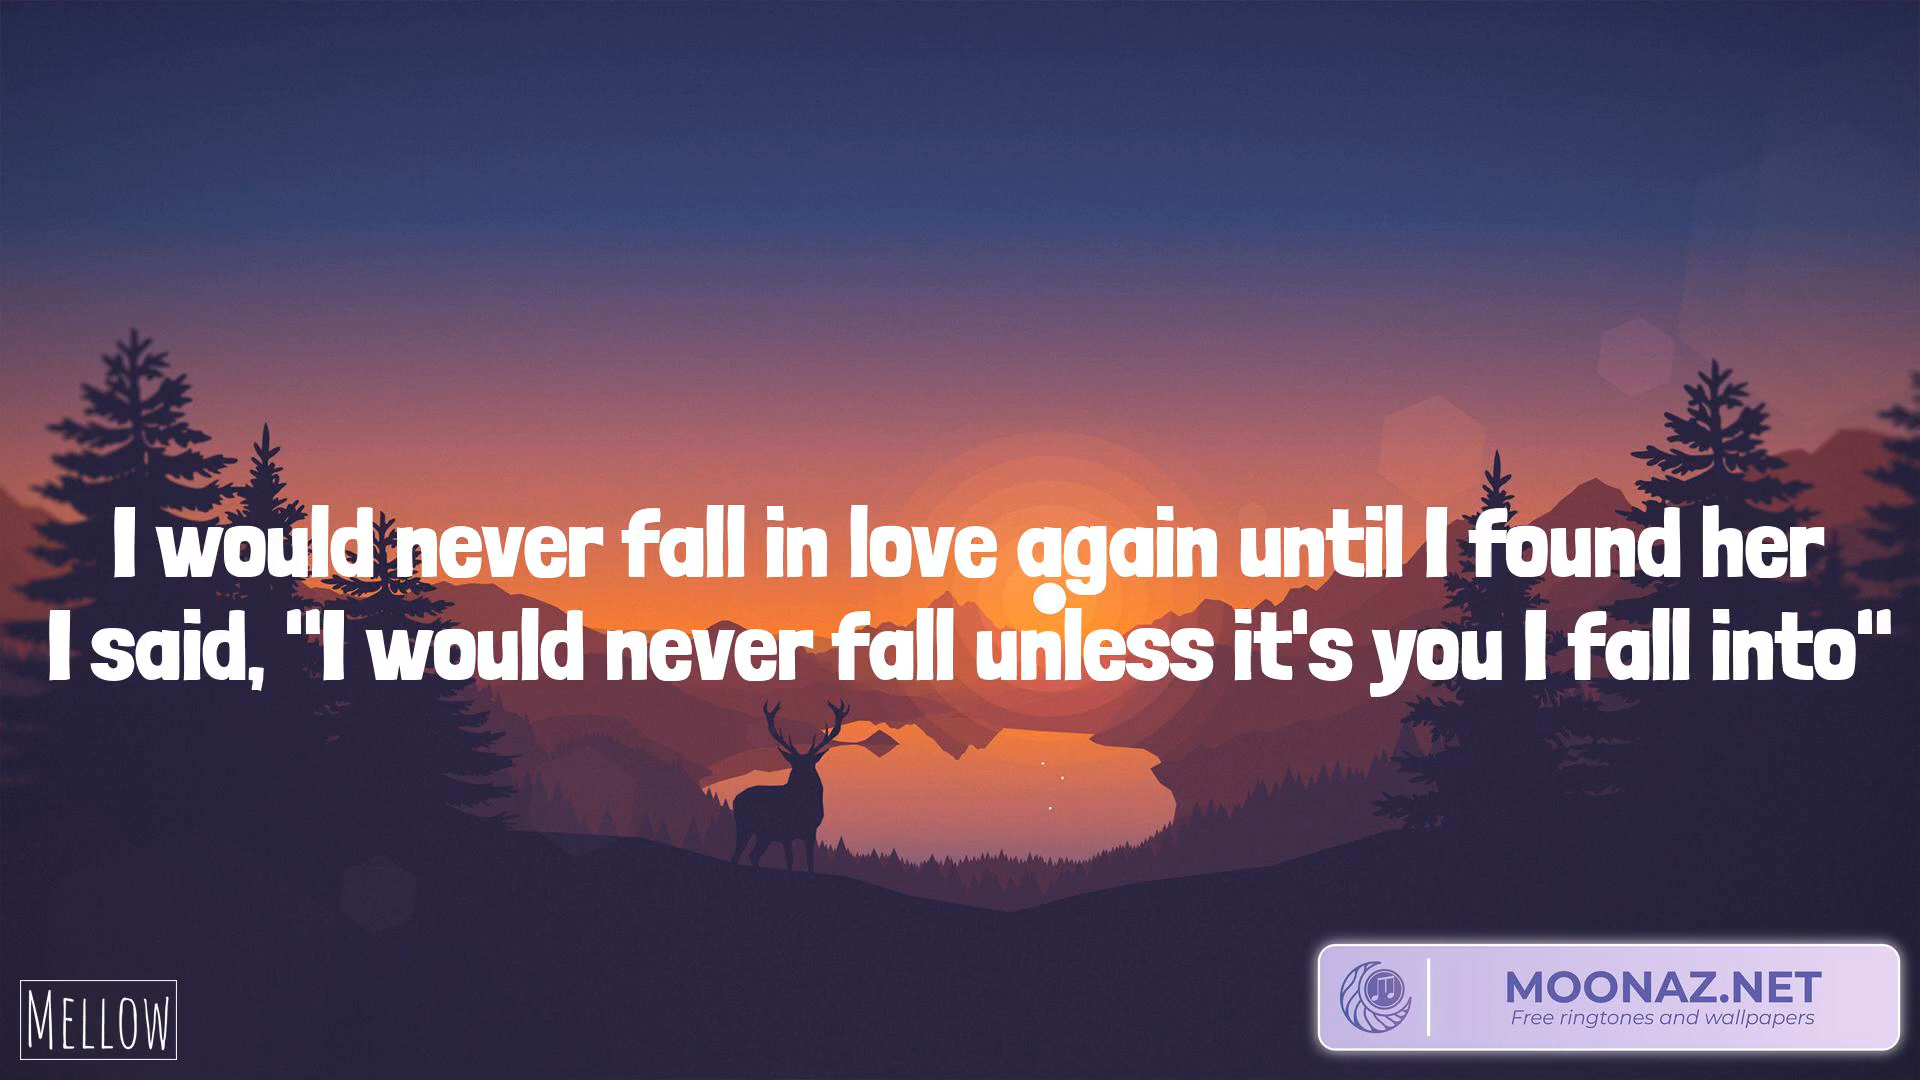 I would never fall in love again until I found her
I said, "I would never fall unless it's you I fall into"
MELLOW
MOONAZ.NET
Free ringtones and wallpapers